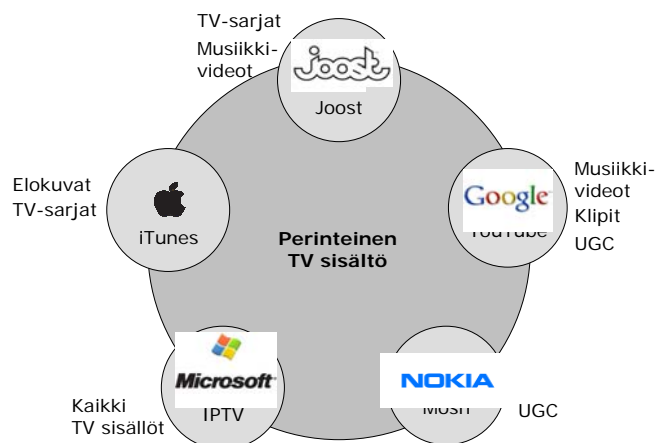 TV-sarjat
Musiikki-
videot
Joost
Joost
Elokuvat
TV-sarjat
iTunes
Musiikki-
videot
Klipit
UGC
Google
YouTube
Perinteinen
TV sisältö
Microsoft
IPTV
Kaikki
TV sisällöt
NOKIA
Mosh
UGC